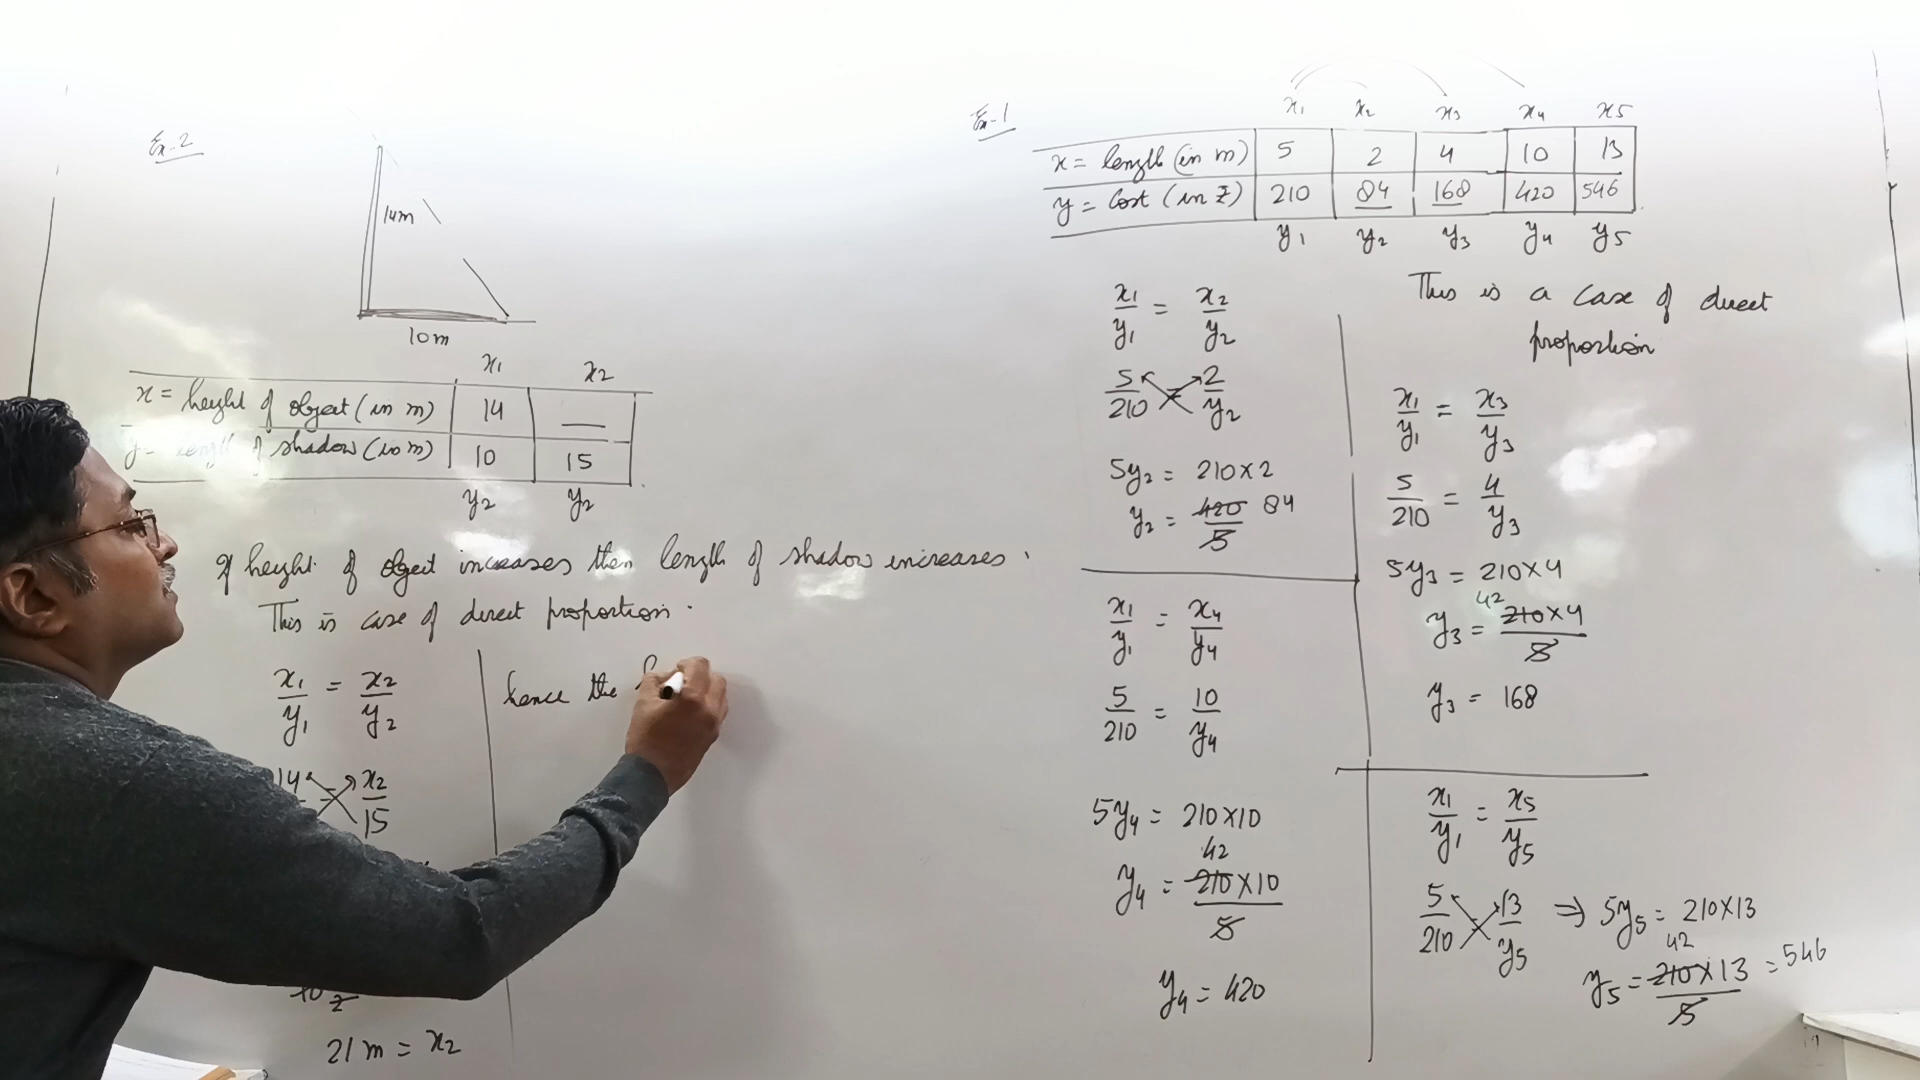 Ex-2
14m
10m
x1 x2
x = height of object (in m) 14 __
y = length of shadow (in m) 10 15
y2 y2
If height of object increases then length of shadow increases.
This is case of direct proportion.
x1/y1 = x2/y2
14 = x2/15
10 2
21 m = x2
hence the
Ex-1
x1 x2 x3 x4 x5
x = length (in m) 5 2 4 10 13
y = Cost (in ₹) 210 84 168 420 546
y1 y2 y3 y4 y5
This is a case of direct
proportion
x1/y1 = x2/y2
5/210 = 2/y2
5y2 = 210×2
y2 = 420/5 84
x1/y1 = x3/y3
5/210 = 4/y3
5y3 = 210×4
42
y3 = 210×4/5
y3 = 168
x1/y1 = x4/y4
5/210 = 10/y4
5y4 = 210×10
42
y4 = 210×10/5
y4 = 420
x1/y1 = x5/y5
5/210 = 13/y5 ⇒ 5y5 = 210×13
42
y5 = 210×13/5 = 546